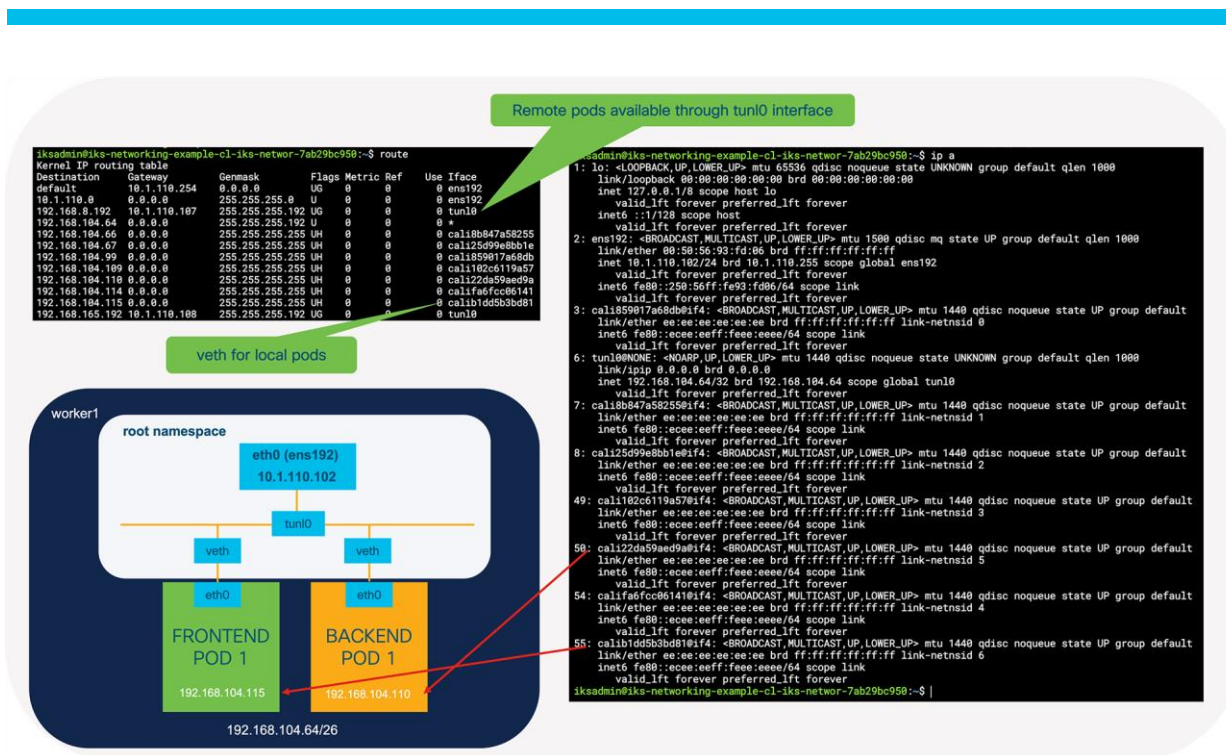 Remote pods available through tunl0 interface
iksadmin@iks-networking-example-cl-iks-networ-7ab29bc950:~$ route
Kernel IP routing table
Destination Gateway Genmask Flags Metric Ref Use Iface
default 10.1.110.254 0.0.0.0 UG 0 0 0 ens192
10.1.110.0 0.0.0.0 255.255.255.0 U 0 0 0 ens192
192.168.8.192 10.1.110.107 255.255.255.192 UG 0 0 0 tunl0
192.168.104.64 0.0.0.0 255.255.255.192 U 0 0 0 *
192.168.104.66 0.0.0.0 255.255.255.255 UH 0 0 0 cali8b847a58255
192.168.104.67 0.0.0.0 255.255.255.255 UH 0 0 0 cali25d99e8bb1e
192.168.104.99 0.0.0.0 255.255.255.255 UH 0 0 0 cali859017a68db
192.168.104.109 0.0.0.0 255.255.255.255 UH 0 0 0 cali102c6119a57
192.168.104.110 0.0.0.0 255.255.255.255 UH 0 0 0 cali22da59aed9a
192.168.104.114 0.0.0.0 255.255.255.255 UH 0 0 0 califa6fcc06141
192.168.104.115 0.0.0.0 255.255.255.255 UH 0 0 0 calib1dd5b3bd81
192.168.165.192 10.1.110.108 255.255.255.192 UG 0 0 0 tunl0
veth for local pods
worker1
root namespace
eth0 (ens192)
10.1.110.102
tunl0
veth veth
eth0 eth0
FRONTEND
POD 1
192.168.104.115
BACKEND
POD 1
192.168.104.110
192.168.104.64/26
iksadmin@iks-networking-example-cl-iks-networ-7ab29bc950:~$ ip a
1: lo: <LOOPBACK,UP,LOWER_UP> mtu 65536 qdisc noqueue state UNKNOWN group default qlen 1000
link/loopback 00:00:00:00:00:00 brd 00:00:00:00:00:00
inet 127.0.0.1/8 scope host lo
valid_lft forever preferred_lft forever
inet6 ::1/128 scope host
valid_lft forever preferred_lft forever
2: ens192: <BROADCAST,MULTICAST,UP,LOWER_UP> mtu 1500 qdisc mq state UP group default qlen 1000
link/ether 00:50:56:93:fd:06 brd ff:ff:ff:ff:ff:ff
inet 10.1.110.102/24 brd 10.1.110.255 scope global ens192
valid_lft forever preferred_lft forever
inet6 fe80::250:56ff:fe93:fd06/64 scope link
valid_lft forever preferred_lft forever
3: cali859017a68db@if4: <BROADCAST,MULTICAST,UP,LOWER_UP> mtu 1440 qdisc noqueue state UP group default
link/ether ee:ee:ee:ee:ee:ee brd ff:ff:ff:ff:ff:ff link-netnsid 0
inet6 fe80::ecee:eeff:feee:eeee/64 scope link
valid_lft forever preferred_lft forever
6: tunl0@NONE: <NOARP,UP,LOWER_UP> mtu 1440 qdisc noqueue state UNKNOWN group default qlen 1000
link/ipip 0.0.0.0 brd 0.0.0.0
inet 192.168.104.64/32 brd 192.168.104.64 scope global tunl0
valid_lft forever preferred_lft forever
7: cali8b847a58255@if4: <BROADCAST,MULTICAST,UP,LOWER_UP> mtu 1440 qdisc noqueue state UP group default
link/ether ee:ee:ee:ee:ee:ee brd ff:ff:ff:ff:ff:ff link-netnsid 1
inet6 fe80::ecee:eeff:feee:eeee/64 scope link
valid_lft forever preferred_lft forever
8: cali25d99e8bb1e@if4: <BROADCAST,MULTICAST,UP,LOWER_UP> mtu 1440 qdisc noqueue state UP group default
link/ether ee:ee:ee:ee:ee:ee brd ff:ff:ff:ff:ff:ff link-netnsid 2
inet6 fe80::ecee:eeff:feee:eeee/64 scope link
valid_lft forever preferred_lft forever
49: cali102c6119a57@if4: <BROADCAST,MULTICAST,UP,LOWER_UP> mtu 1440 qdisc noqueue state UP group default
link/ether ee:ee:ee:ee:ee:ee brd ff:ff:ff:ff:ff:ff link-netnsid 3
inet6 fe80::ecee:eeff:feee:eeee/64 scope link
valid_lft forever preferred_lft forever
50: cali22da59aed9a@if4: <BROADCAST,MULTICAST,UP,LOWER_UP> mtu 1440 qdisc noqueue state UP group default
link/ether ee:ee:ee:ee:ee:ee brd ff:ff:ff:ff:ff:ff link-netnsid 5
inet6 fe80::ecee:eeff:feee:eeee/64 scope link
valid_lft forever preferred_lft forever
54: califa6fcc06141@if4: <BROADCAST,MULTICAST,UP,LOWER_UP> mtu 1440 qdisc noqueue state UP group default
link/ether ee:ee:ee:ee:ee:ee brd ff:ff:ff:ff:ff:ff link-netnsid 4
inet6 fe80::ecee:eeff:feee:eeee/64 scope link
valid_lft forever preferred_lft forever
55: calib1dd5b3bd81@if4: <BROADCAST,MULTICAST,UP,LOWER_UP> mtu 1440 qdisc noqueue state UP group default
link/ether ee:ee:ee:ee:ee:ee brd ff:ff:ff:ff:ff:ff link-netnsid 6
inet6 fe80::ecee:eeff:feee:eeee/64 scope link
valid_lft forever preferred_lft forever
iksadmin@iks-networking-example-cl-iks-networ-7ab29bc950:~$